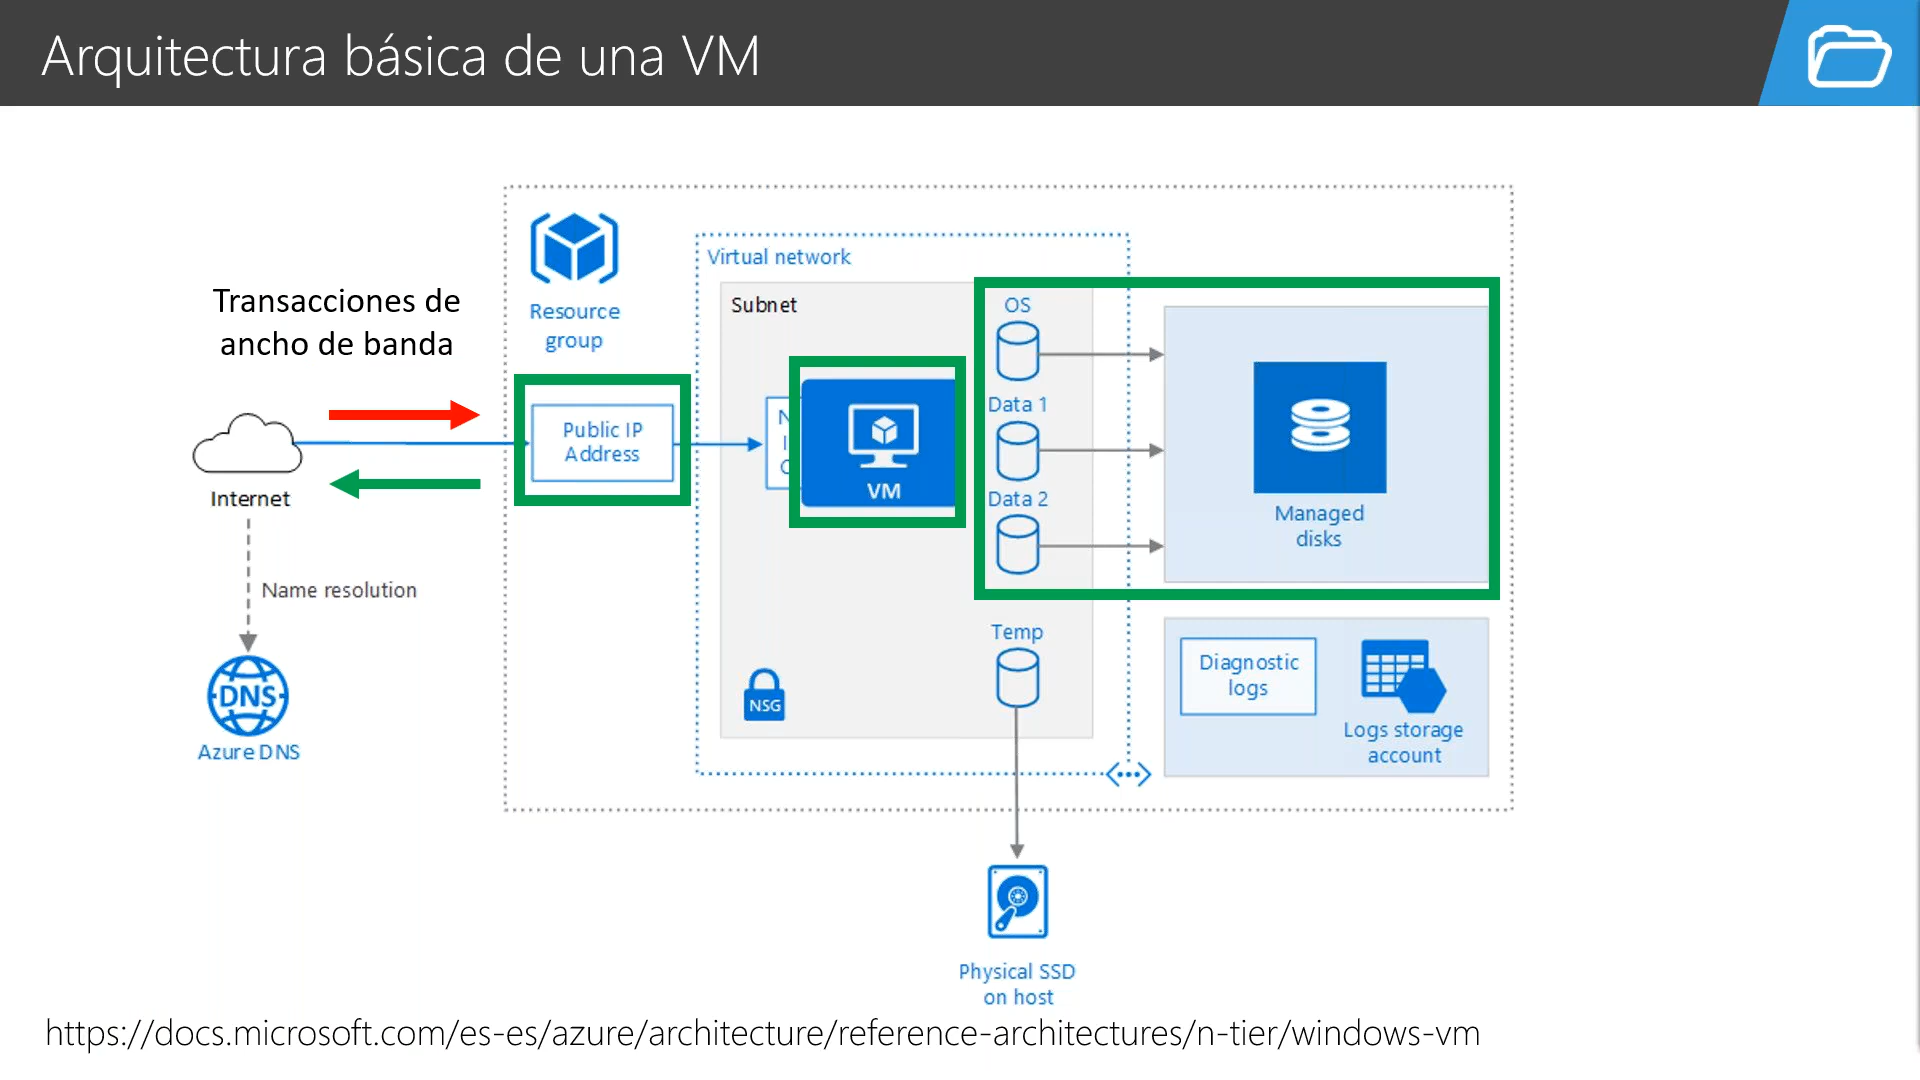 Arquitectura básica de una VM
Transacciones de
ancho de banda
Internet
Name resolution
DNS
Azure DNS
Resource
group
Public IP
Address
Virtual network
Subnet
N
I
C
VM
NSG
OS
Data 1
Data 2
Temp
Managed
disks
Diagnostic
logs
Logs storage
account
Physical SSD
on host
https://docs.microsoft.com/es-es/azure/architecture/reference-architectures/n-tier/windows-vm